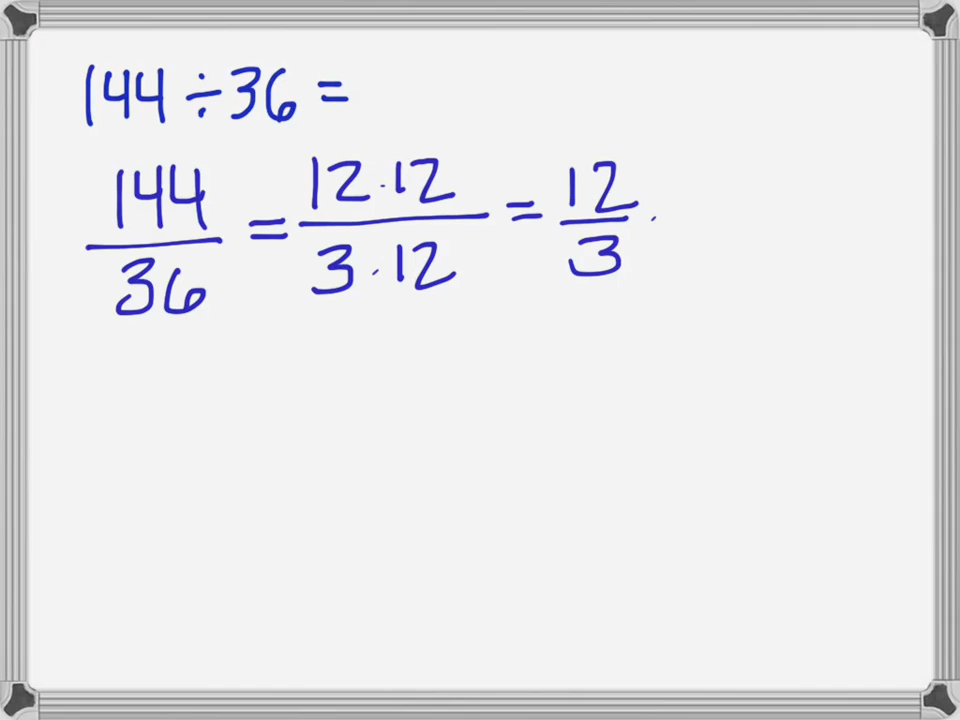 144 ÷ 36 =
144/36 = 12·12/3·12 = 12/3 ·